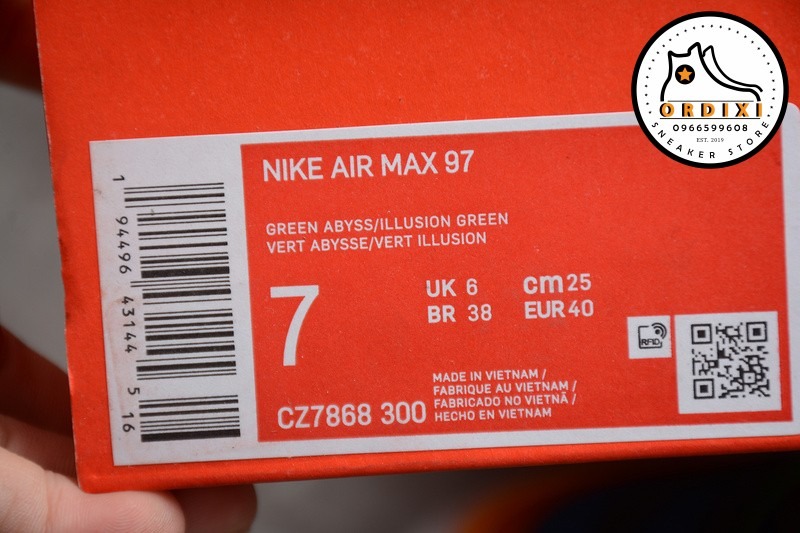 ORDIXI
0966599608
EST. 2019
SNEAKER STORE
NIKE AIR MAX 97
GREEN ABYSS/ILLUSION GREEN
VERT ABYSSE/VERT ILLUSION
7
UK 6
cm 25
BR 38
EUR 40
RFID
MADE IN VIETNAM /
FABRIQUE AU VIETNAM /
FABRICADO NO VIETNÃ /
HECHO EN VIETNAM
CZ7868 300
1 94496 43144 5 16